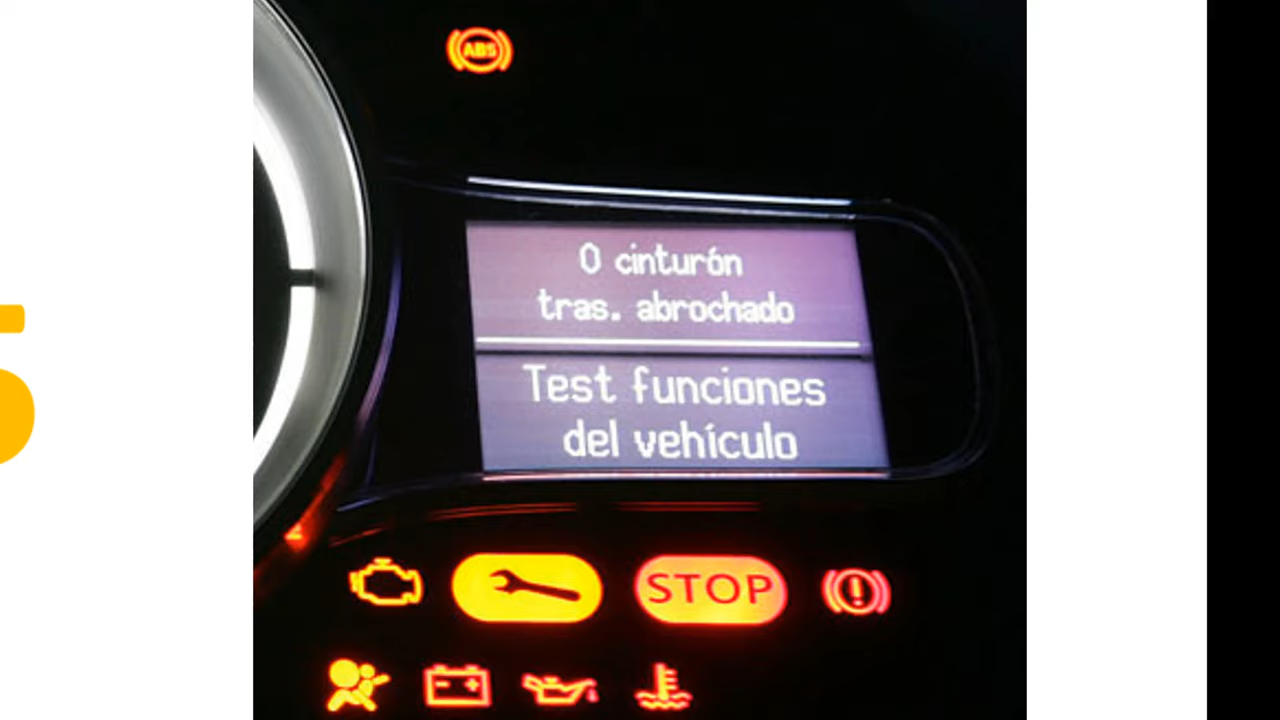 ABS
0 cinturón
tras. abrochado
Test funciones
del vehículo
STOP